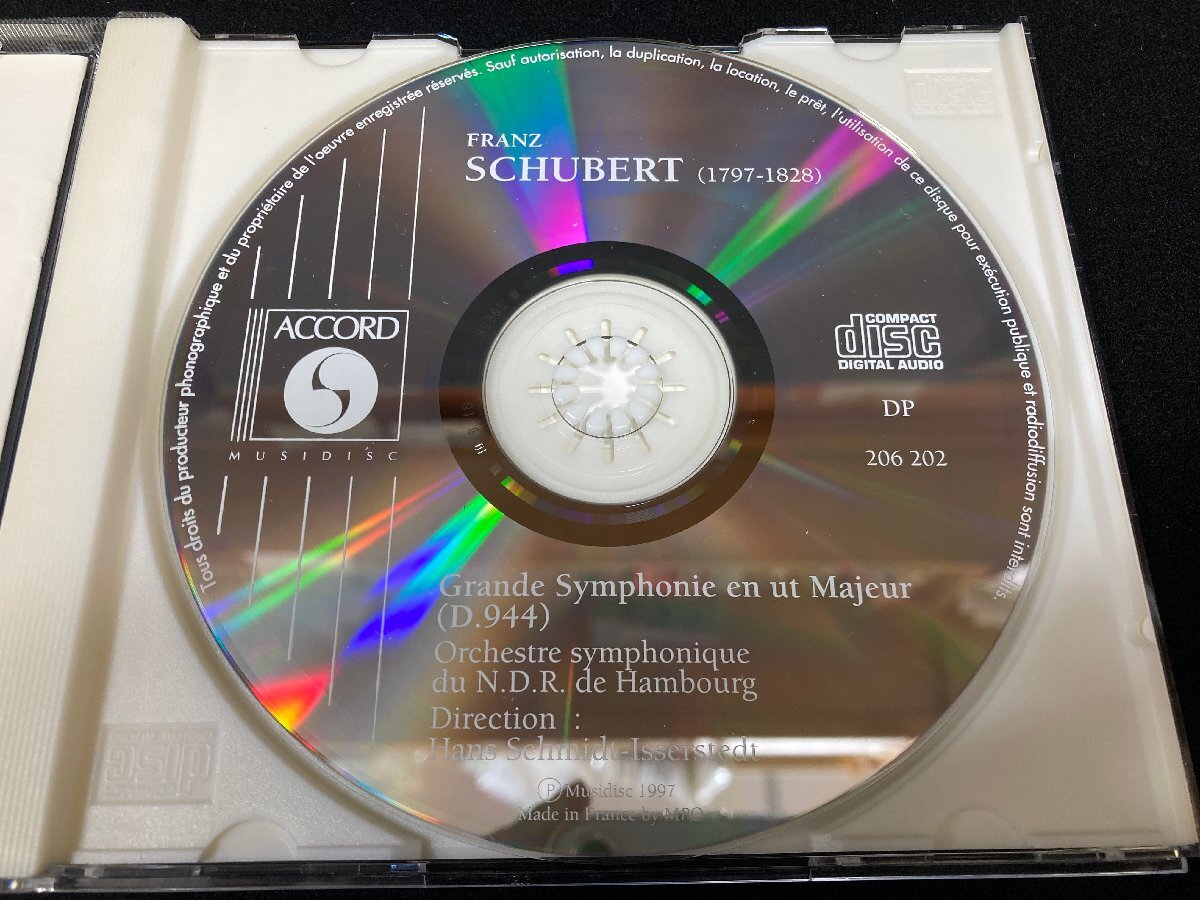 Tous droits du producteur phonographique et du propriétaire de l'oeuvre enregistrée réservés. Sauf autorisation, la duplication, la location, le prêt, l'utilisation de ce disque pour exécution publique et radiodiffusion sont interdits.
FRANZ
SCHUBERT (1797-1828)
ACCORD
MUSIDISC
COMPACT
disc
DIGITAL AUDIO
DP
206 202
Grande Symphonie en ut Majeur
(D.944)
Orchestre symphonique
du N.D.R. de Hambourg
Direction :
Hans Schmidt-Isserstedt
Ⓟ Musidisc 1997
Made in France by MPO